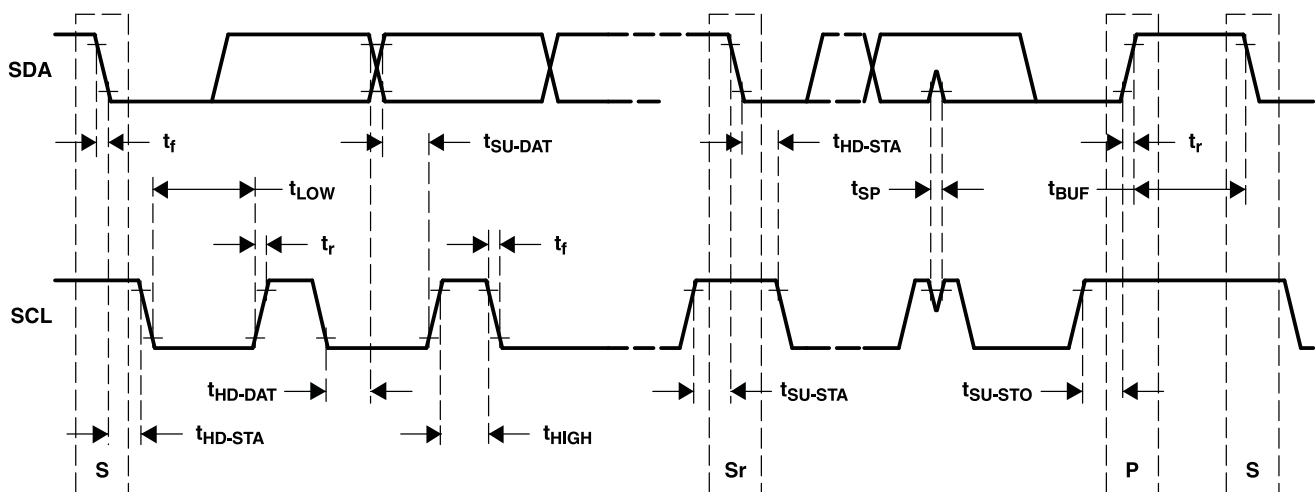 SDA
t_f
t_SU-DAT
t_HD-STA
t_r
t_LOW
t_SP
t_BUF
t_r
t_f
SCL
t_HD-DAT
t_SU-STA
t_SU-STO
t_HD-STA
t_HIGH
S
Sr
P
S